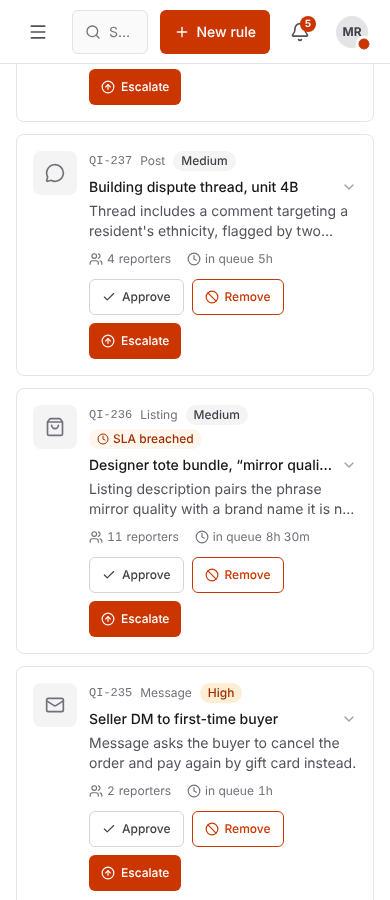 S...
New rule
5
MR
Escalate
QI-237 Post Medium
Building dispute thread, unit 4B
Thread includes a comment targeting a
resident's ethnicity, flagged by two...
4 reporters in queue 5h
Approve Remove
Escalate
QI-236 Listing Medium
SLA breached
Designer tote bundle, “mirror quali...
Listing description pairs the phrase
mirror quality with a brand name it is n...
11 reporters in queue 8h 30m
Approve Remove
Escalate
QI-235 Message High
Seller DM to first-time buyer
Message asks the buyer to cancel the
order and pay again by gift card instead.
2 reporters in queue 1h
Approve Remove
Escalate